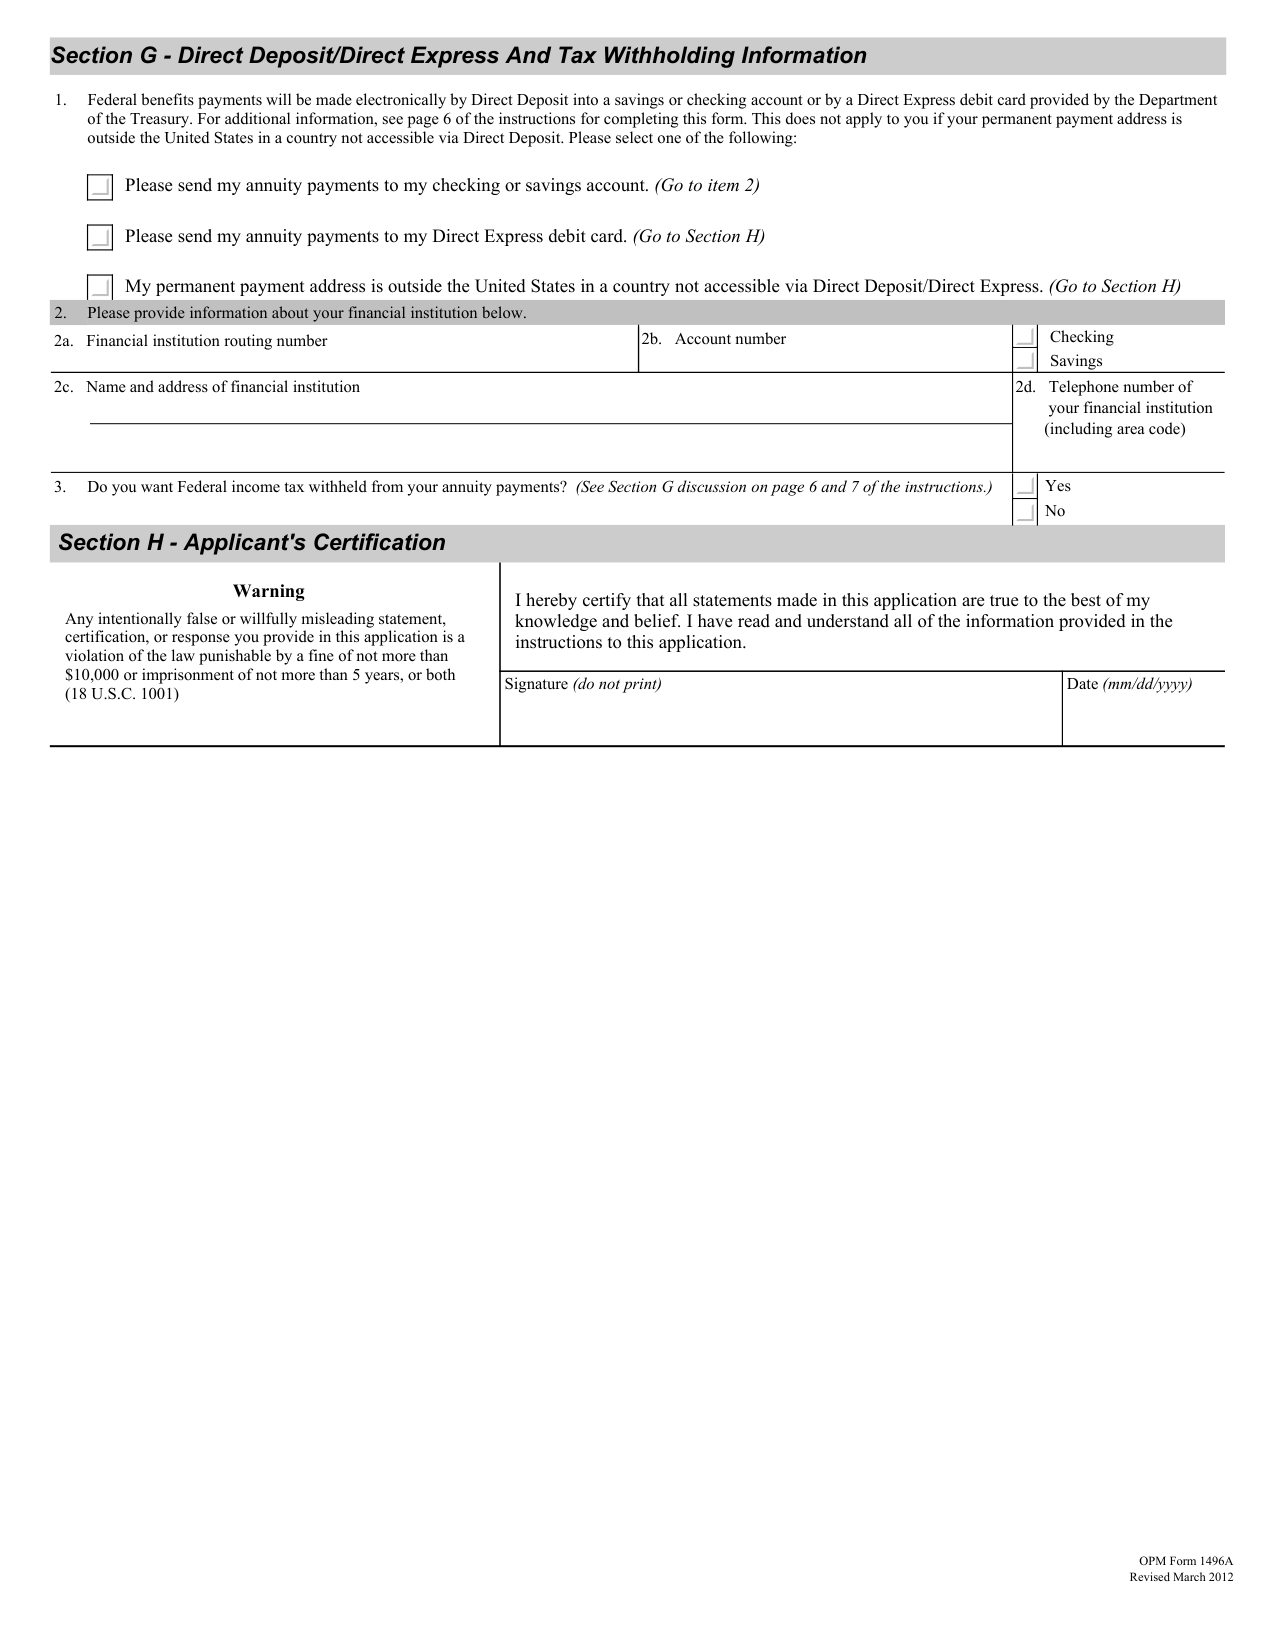 Section G - Direct Deposit/Direct Express And Tax Withholding Information
1. Federal benefits payments will be made electronically by Direct Deposit into a savings or checking account or by a Direct Express debit card provided by the Department
of the Treasury. For additional information, see page 6 of the instructions for completing this form. This does not apply to you if your permanent payment address is
outside the United States in a country not accessible via Direct Deposit. Please select one of the following:
Please send my annuity payments to my checking or savings account. (Go to item 2)
Please send my annuity payments to my Direct Express debit card. (Go to Section H)
My permanent payment address is outside the United States in a country not accessible via Direct Deposit/Direct Express. (Go to Section H)
2. Please provide information about your financial institution below.
2a. Financial institution routing number
2b. Account number
Checking
Savings
2c. Name and address of financial institution
2d. Telephone number of
your financial institution
(including area code)
3. Do you want Federal income tax withheld from your annuity payments? (See Section G discussion on page 6 and 7 of the instructions.)
Yes
No
Section H - Applicant's Certification
Warning
Any intentionally false or willfully misleading statement,
certification, or response you provide in this application is a
violation of the law punishable by a fine of not more than
$10,000 or imprisonment of not more than 5 years, or both
(18 U.S.C. 1001)
I hereby certify that all statements made in this application are true to the best of my
knowledge and belief. I have read and understand all of the information provided in the
instructions to this application.
Signature (do not print)
Date (mm/dd/yyyy)
OPM Form 1496A
Revised March 2012